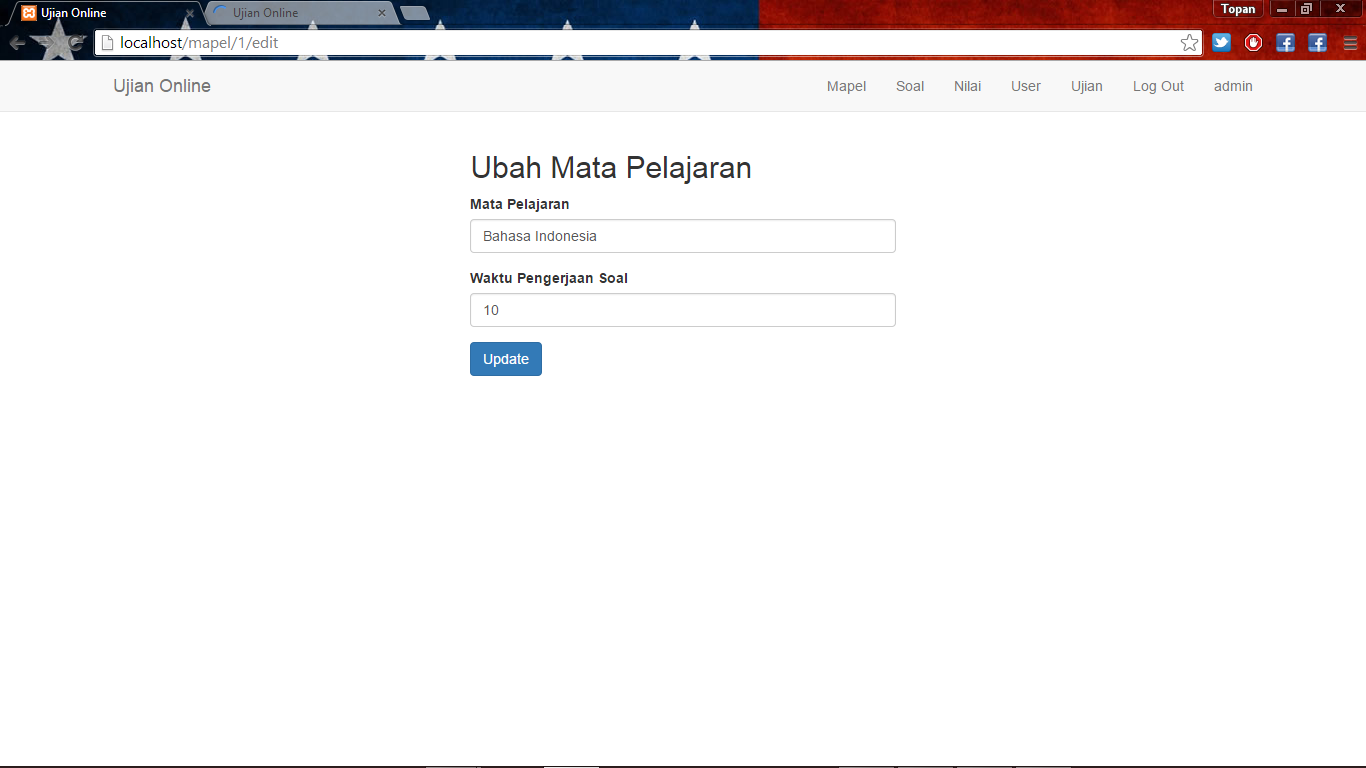 Ujian Online
Ujian Online
Topan
localhost/mapel/1/edit
Ujian Online
Mapel Soal Nilai User Ujian Log Out admin
Ubah Mata Pelajaran
Mata Pelajaran
Bahasa Indonesia
Waktu Pengerjaan Soal
10
Update